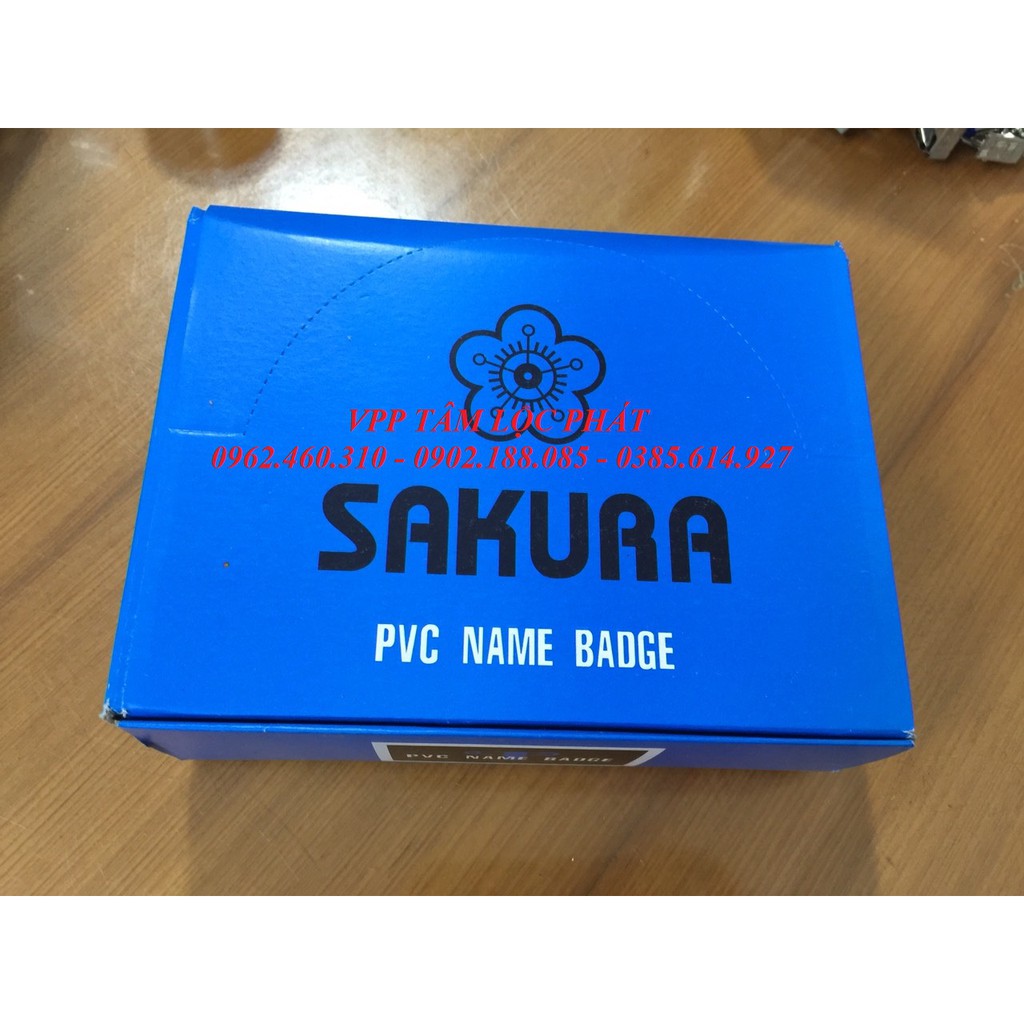 VPP TÂM LỘC PHÁT
0962.460.310 - 0902.188.085 - 0385.614.927
SAKURA
PVC NAME BADGE
PVC NAME BADGE